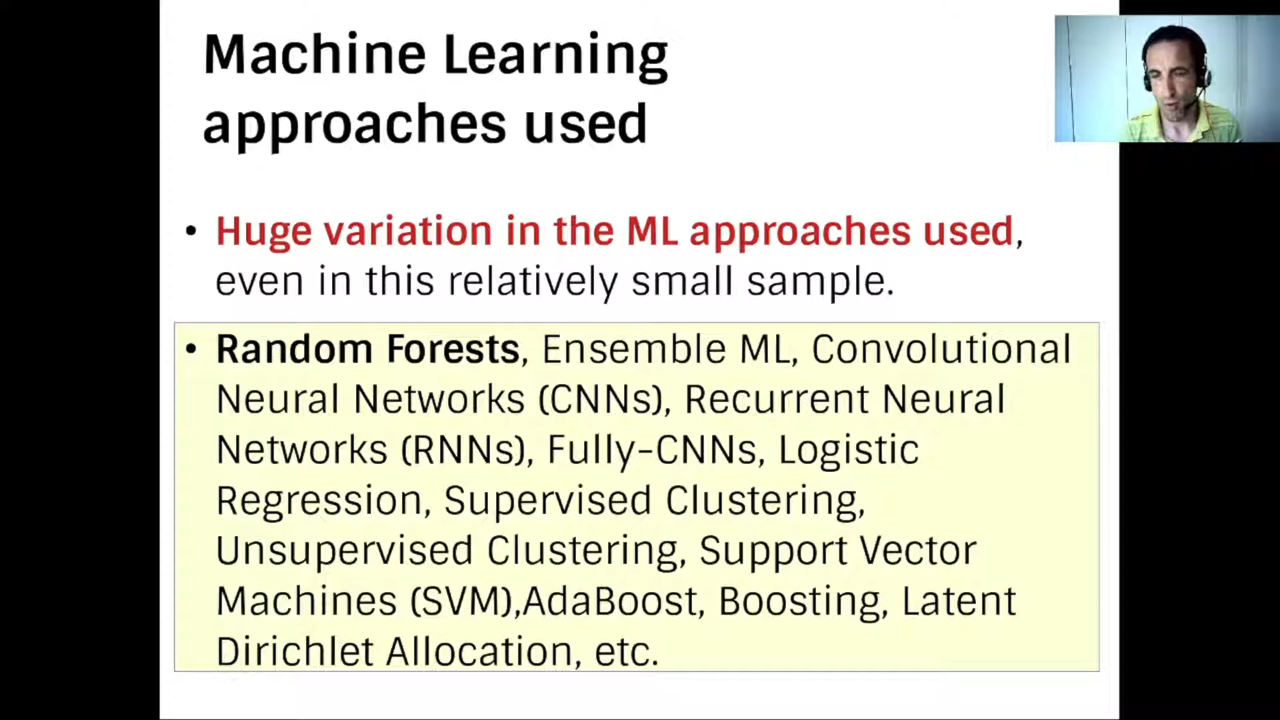 Machine Learning
approaches used
• Huge variation in the ML approaches used,
even in this relatively small sample.
• Random Forests, Ensemble ML, Convolutional
Neural Networks (CNNs), Recurrent Neural
Networks (RNNs), Fully-CNNs, Logistic
Regression, Supervised Clustering,
Unsupervised Clustering, Support Vector
Machines (SVM),AdaBoost, Boosting, Latent
Dirichlet Allocation, etc.